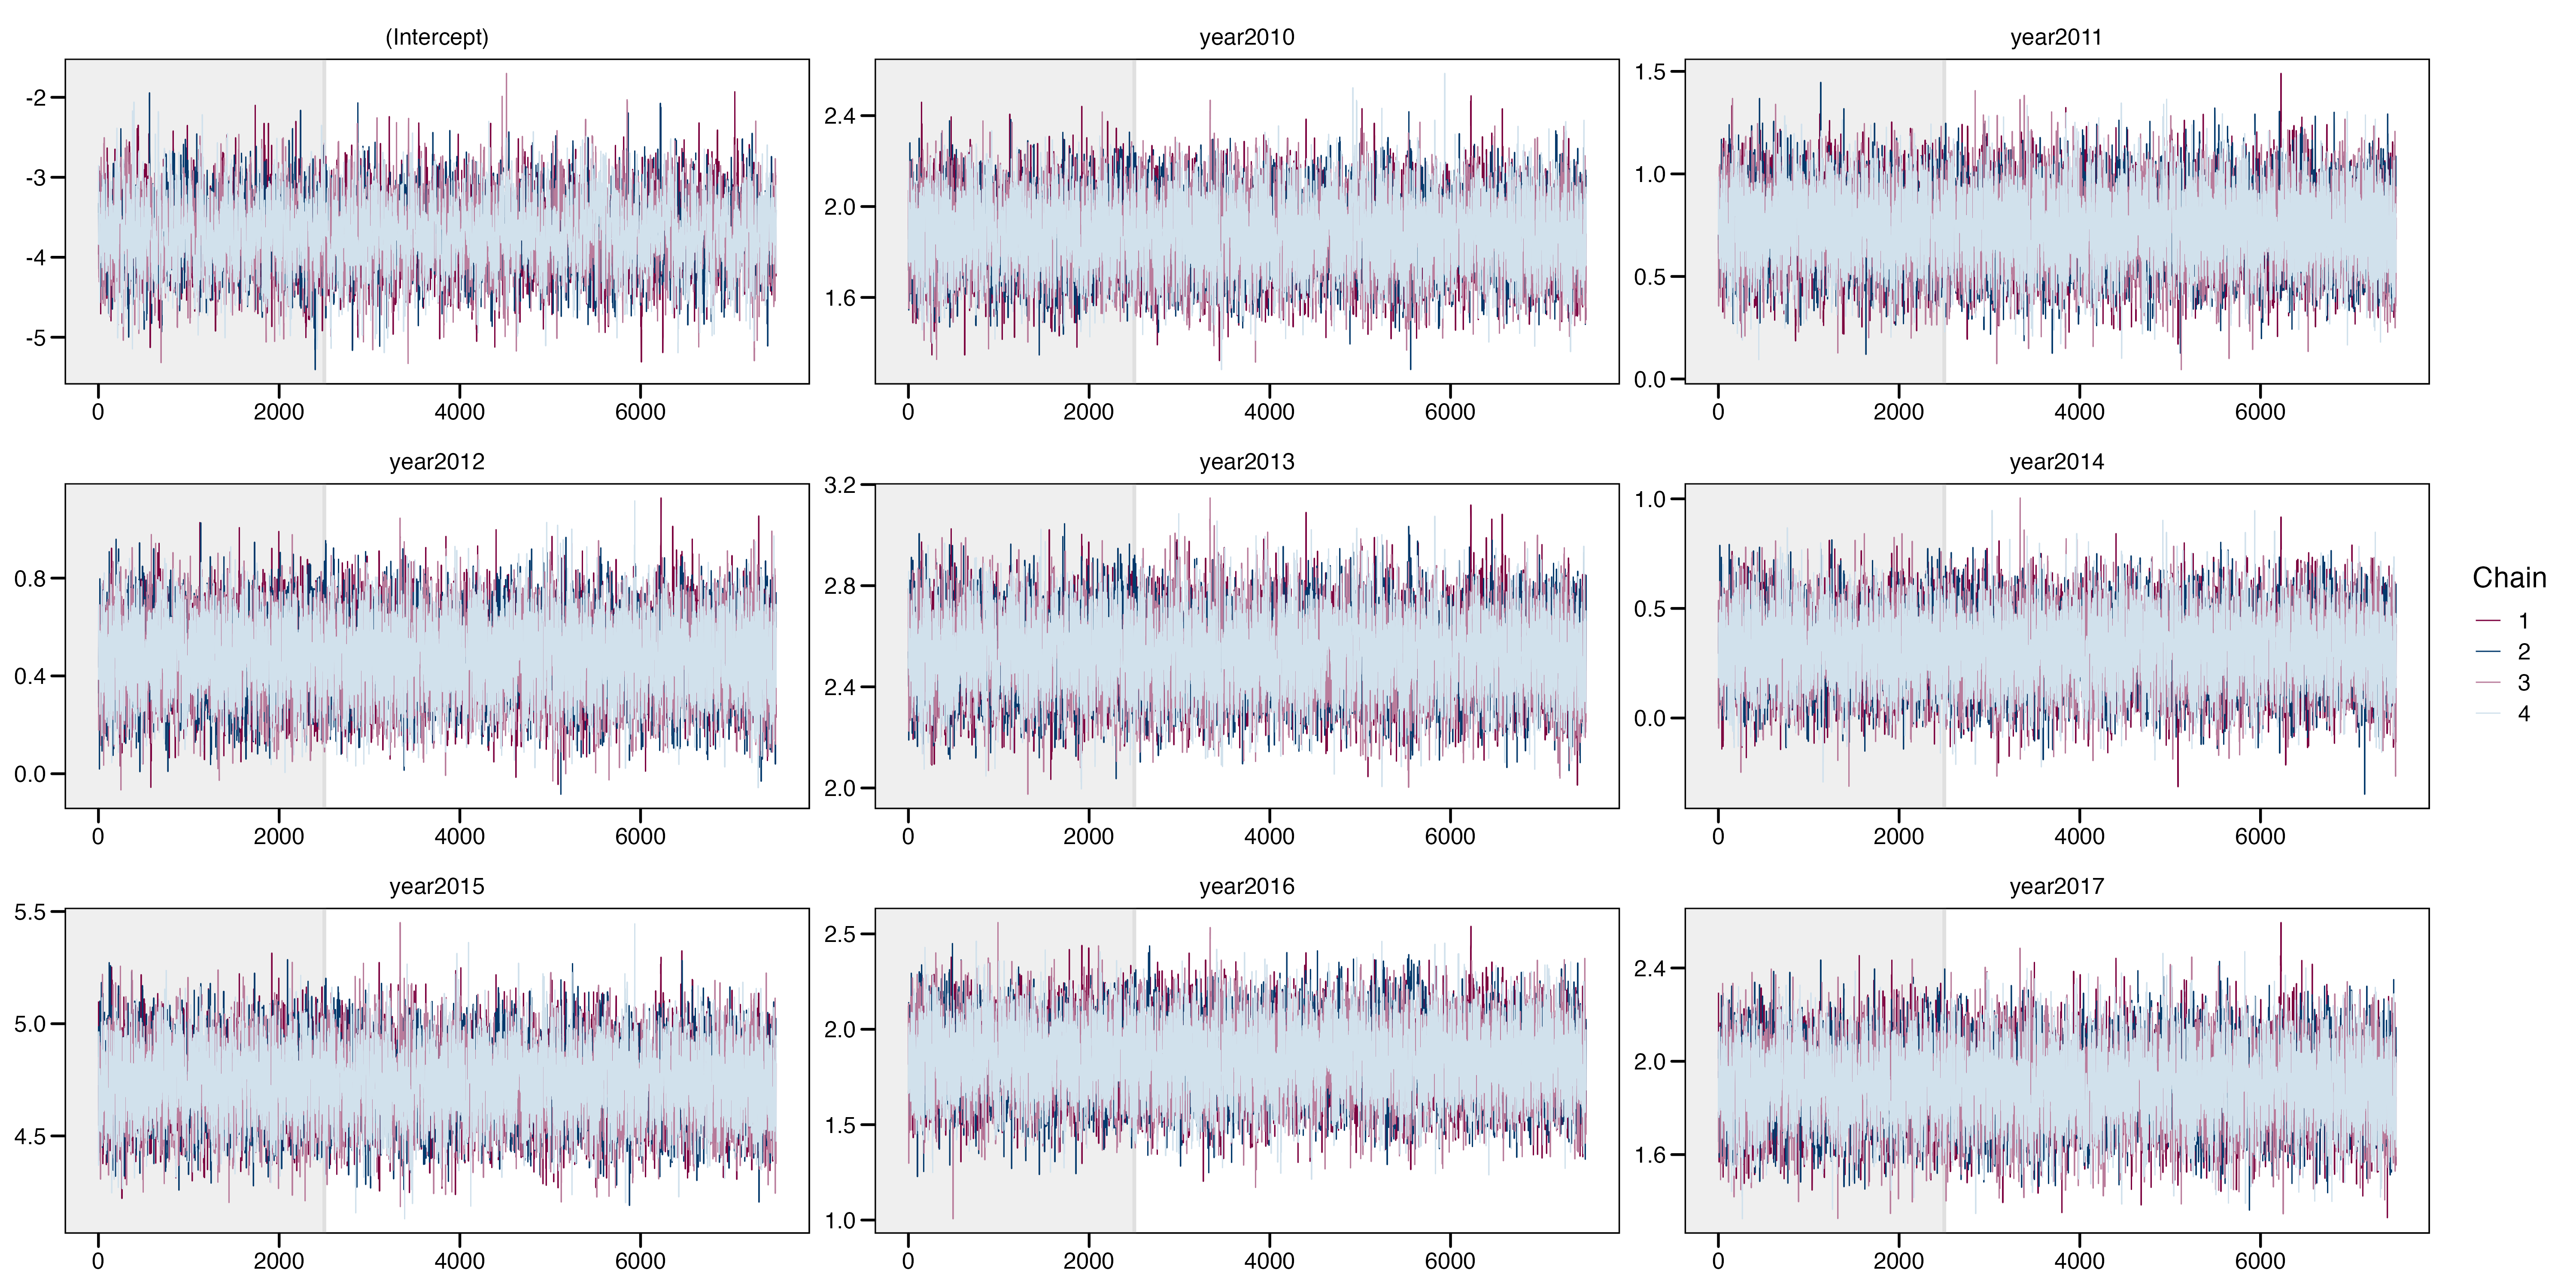 (Intercept) year2010 year2011
-2
-3
-4
-5
0 2000 4000 6000
2.4
2.0
1.6
0 2000 4000 6000
1.5
1.0
0.5
0.0
0 2000 4000 6000
year2012 year2013 year2014
0.8
0.4
0.0
0 2000 4000 6000
3.2
2.8
2.4
2.0
0 2000 4000 6000
1.0
0.5
0.0
0 2000 4000 6000
Chain
1
2
3
4
year2015 year2016 year2017
5.5
5.0
4.5
0 2000 4000 6000
2.5
2.0
1.5
1.0
0 2000 4000 6000
2.4
2.0
1.6
0 2000 4000 6000